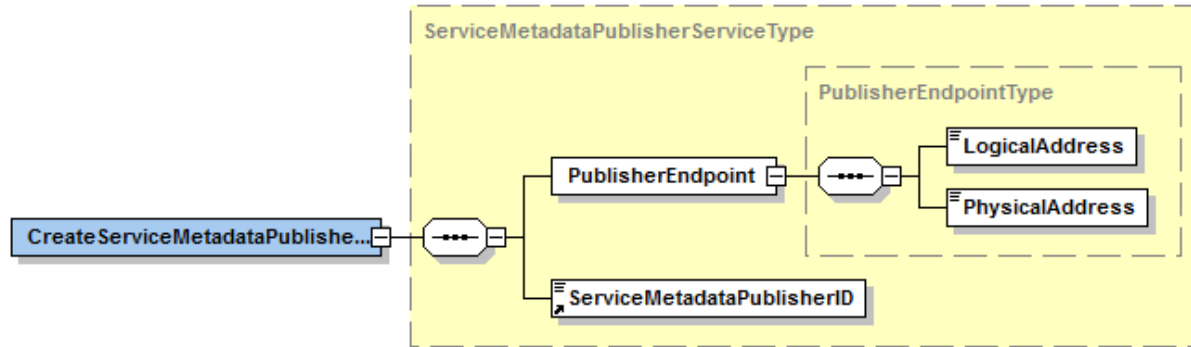 ServiceMetadataPublisherServiceType
PublisherEndpointType
LogicalAddress
PublisherEndpoint
PhysicalAddress
CreateServiceMetadataPublishe...
ServiceMetadataPublisherID